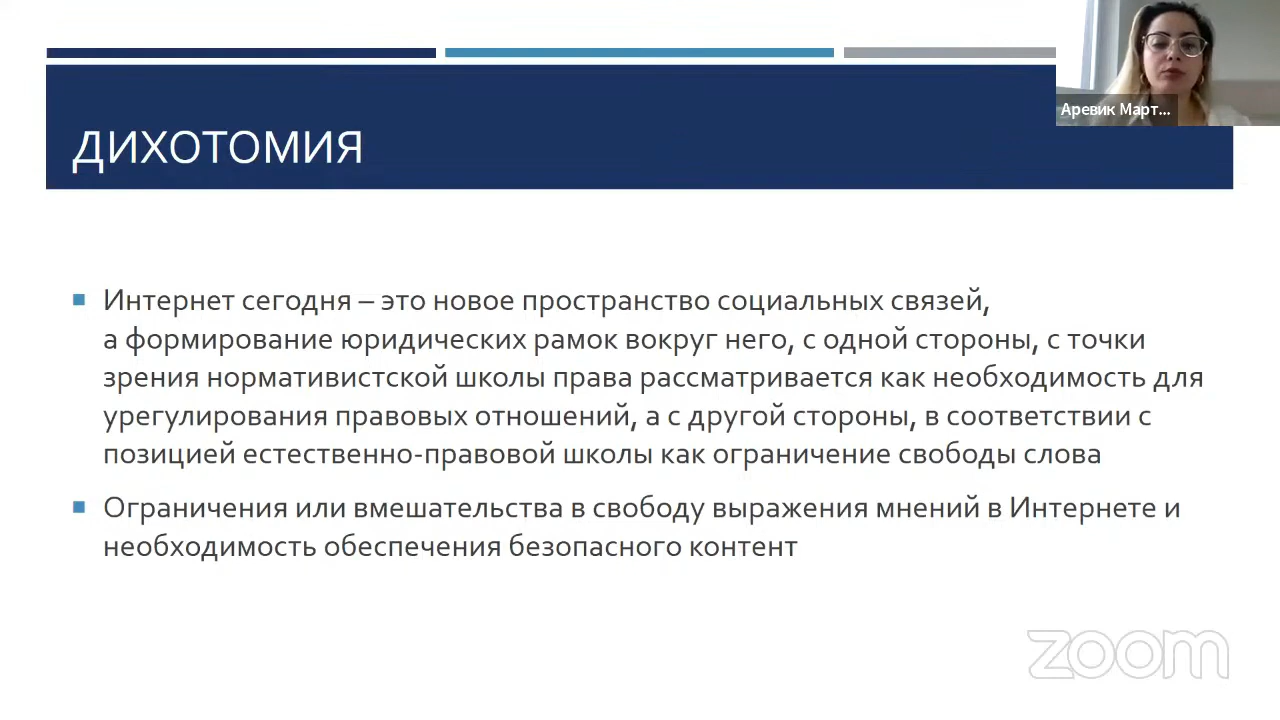 Аревик Март...
ДИХОТОМИЯ
Интернет сегодня – это новое пространство социальных связей,
а формирование юридических рамок вокруг него, с одной стороны, с точки
зрения нормативистской школы права рассматривается как необходимость для
урегулирования правовых отношений, а с другой стороны, в соответствии с
позицией естественно-правовой школы как ограничение свободы слова
Ограничения или вмешательства в свободу выражения мнений в Интернете и
необходимость обеспечения безопасного контент
zoom